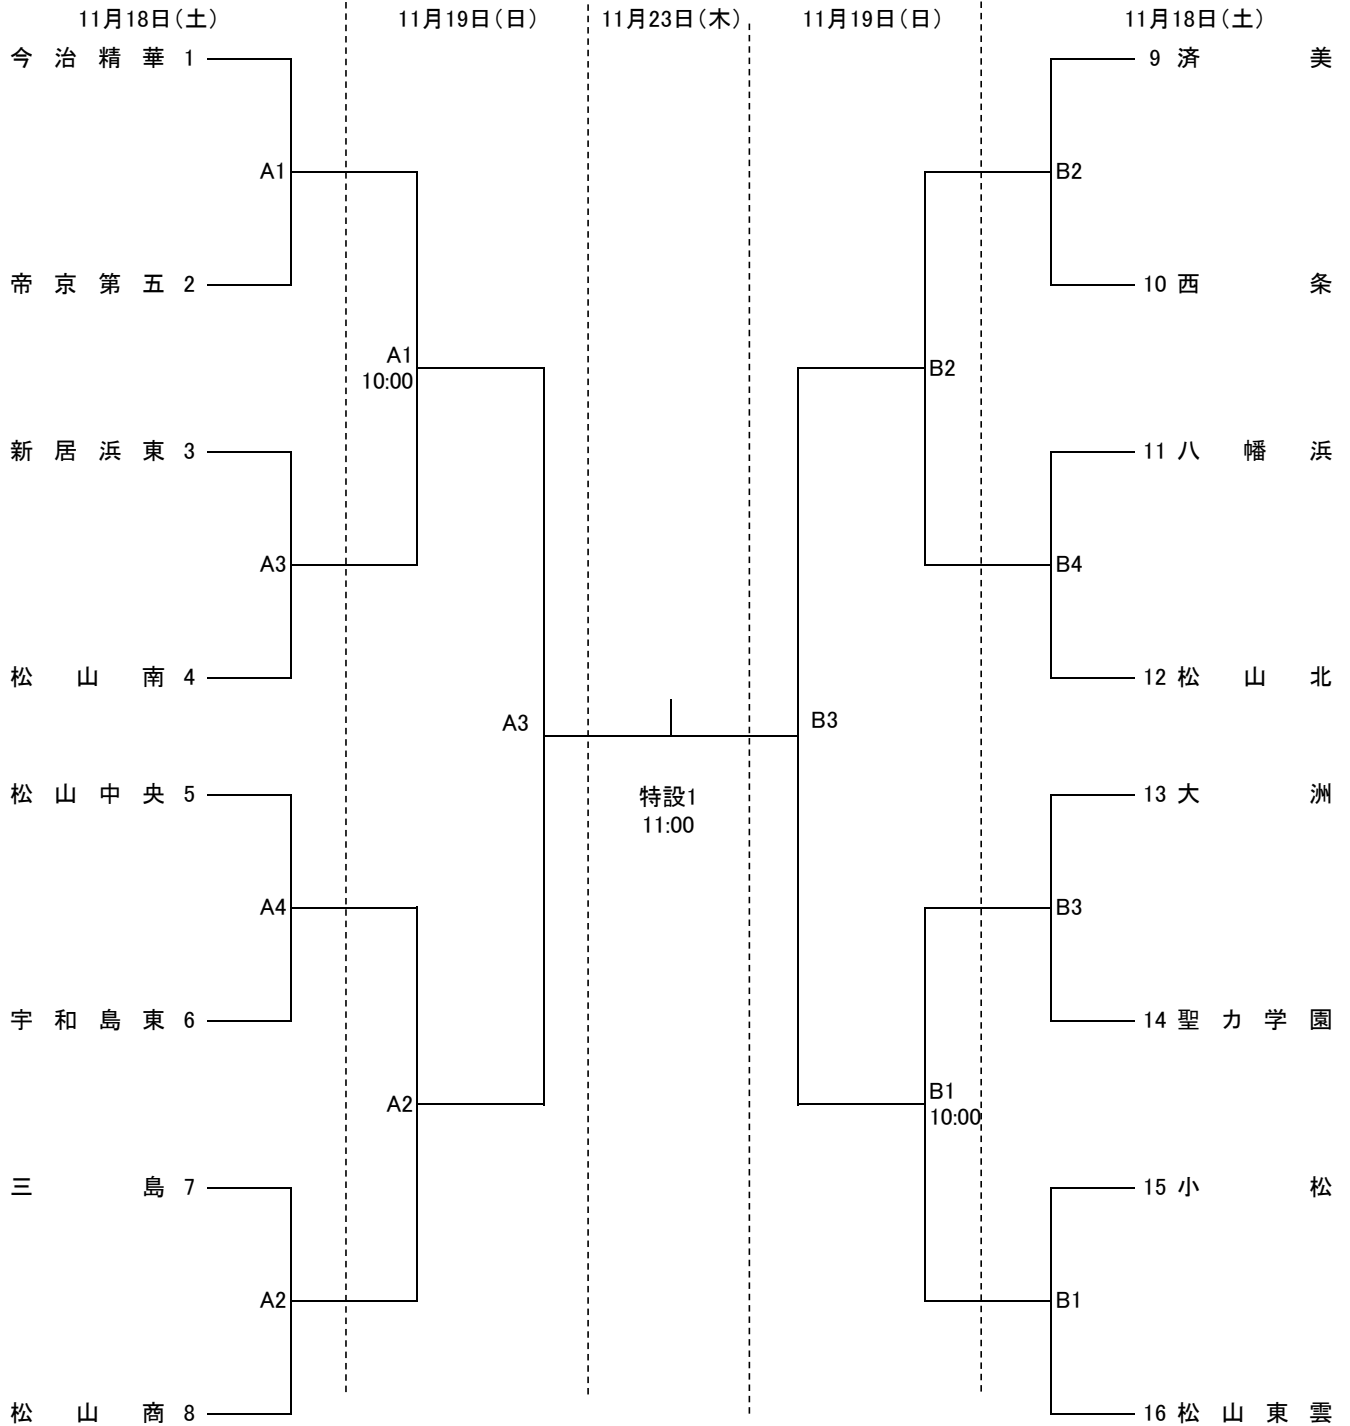 11月18日(土) 11月19日(日) 11月23日(木) 11月19日(日) 11月18日(土)
今治精華 1 9 済美
A1 B2
帝京第五 2 10 西条
A1 B2
10:00
新居浜東 3 11 八幡浜
A3 B4
松山南 4 12 松山北
A3 B3
松山中央 5 特設1 13 大洲
11:00
A4 B3
宇和島東 6 14 聖カ学園
A2 B1
10:00
三島 7 15 小松
A2 B1
松山商 8 16 松山東雲